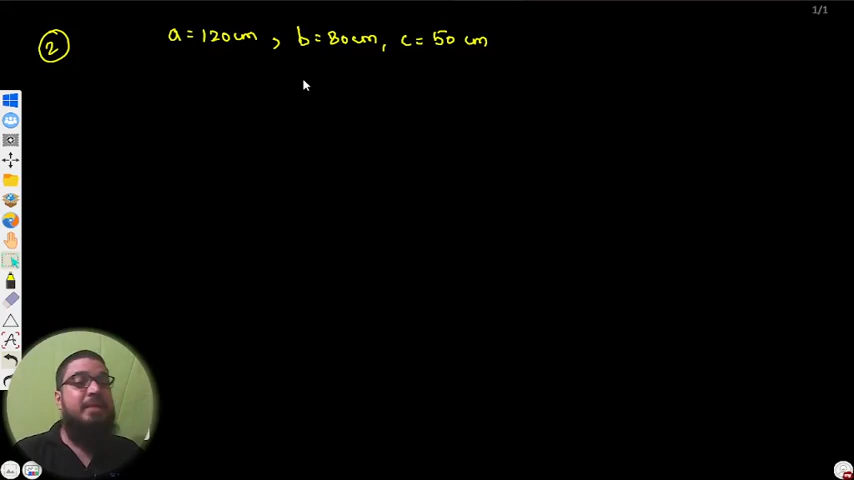 1/1
② a = 120 cm , b = 80 cm, c = 50 cm